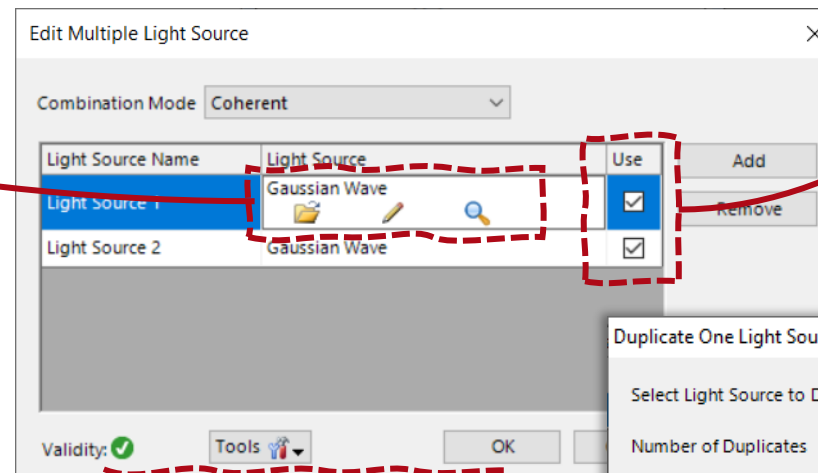 Edit Multiple Light Source
Combination Mode Coherent
Light Source Name Light Source Use Add
Light Source 1 Gaussian Wave Remove
Light Source 2 Gaussian Wave
Duplicate One Light Sou
Select Light Source to D
Number of Duplicates
Validity: Tools OK